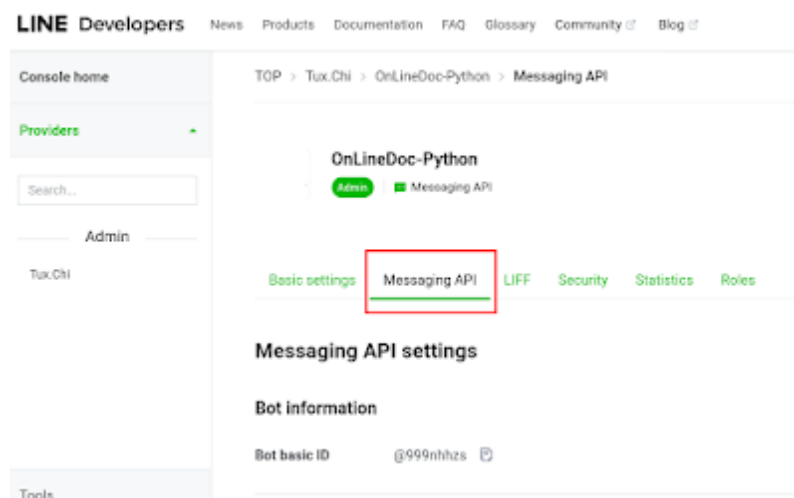 LINE Developers News Products Documentation FAQ Glossary Community Blog
Console home
TOP > Tux.Chi > OnLineDoc-Python > Messaging API
Providers
OnLineDoc-Python
Admin Messaging API
Search...
Admin
Tux.Chi
Basic settings Messaging API LIFF Security Statistics Roles
Messaging API settings
Bot information
Bot basic ID @999nhhzs
Tools